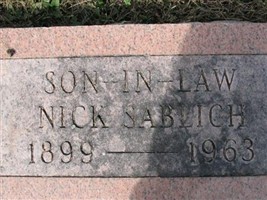 SON-IN-LAW
NICK SABLICH
1899 — 1963